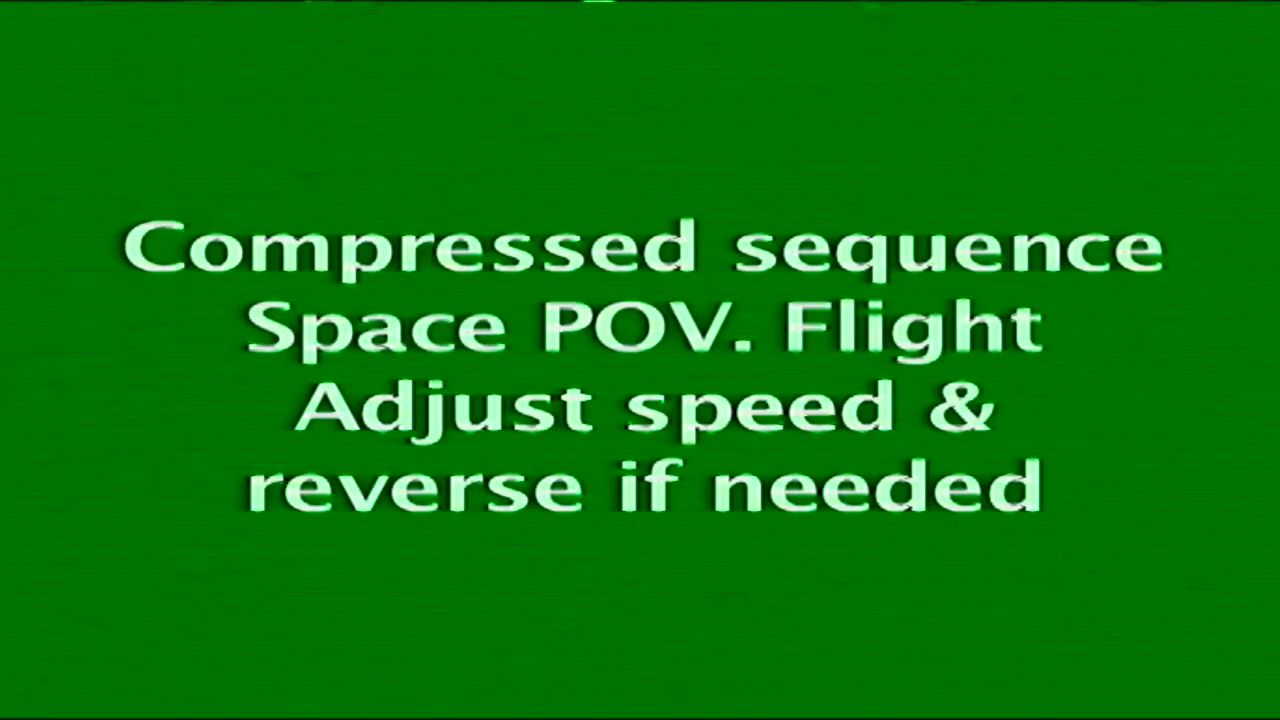 Compressed sequence
Space POV. Flight
Adjust speed &
reverse if needed